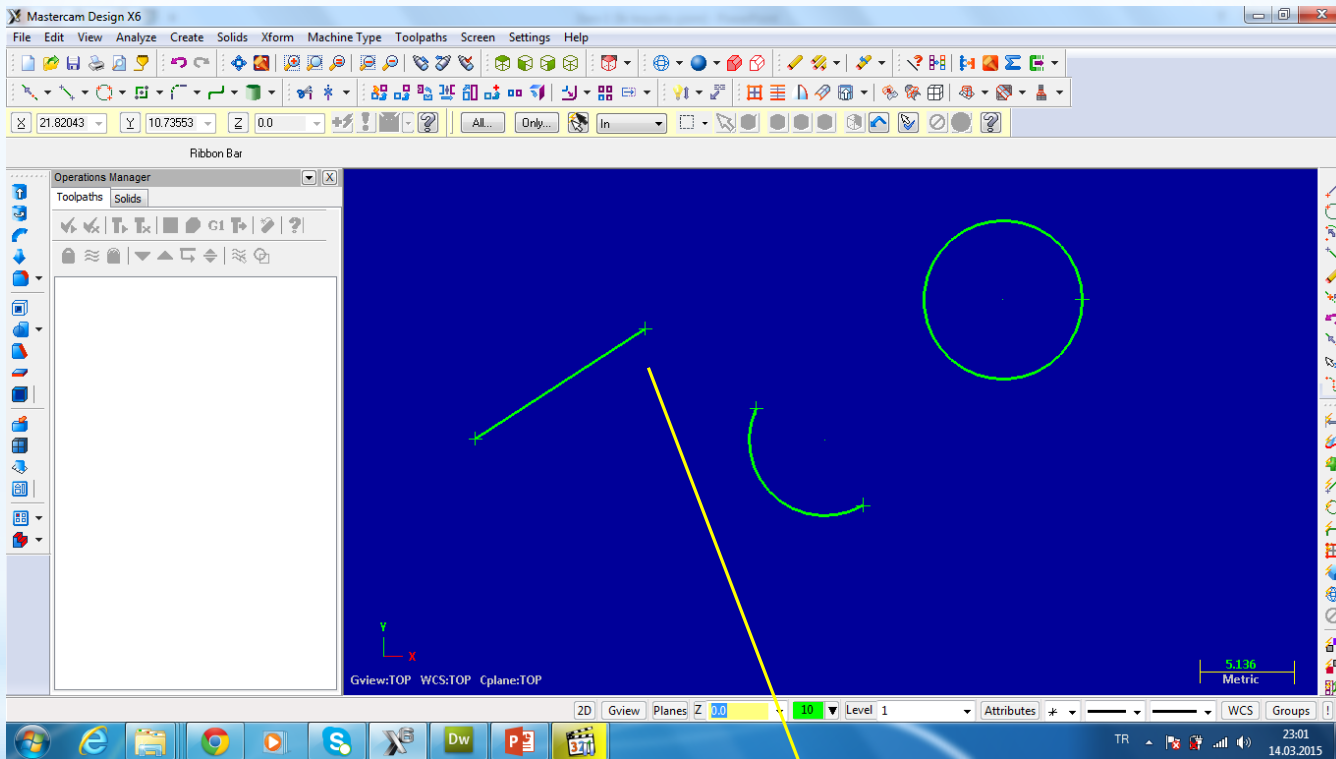 Mastercam Design X6
File Edit View Analyze Create Solids Xform Machine Type Toolpaths Screen Settings Help
X 21.82043 Y 10.73553 Z 0.0 All... Only... In
Ribbon Bar
Operations Manager
Toolpaths Solids
G1
Y
X
Gview:TOP WCS:TOP Cplane:TOP
5.136
Metric
2D Gview Planes Z 0.0 10 Level 1 Attributes WCS Groups !
Dw
321
TR 23:01
14.03.2015